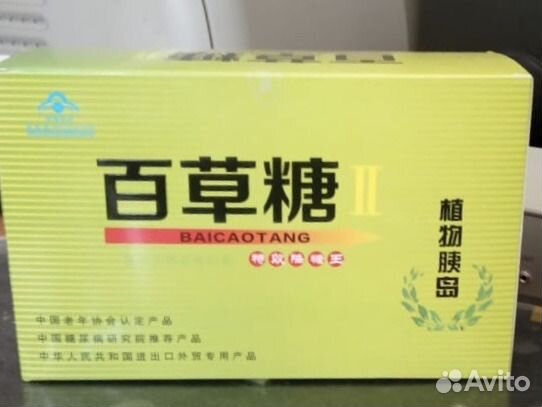 百草糖 II
BAICAOTANG
特效降糖王
植物胰岛
中国老年协会认定产品
中国糖尿病研究院推荐产品
中华人民共和国进出口外贸专用产品
Avito